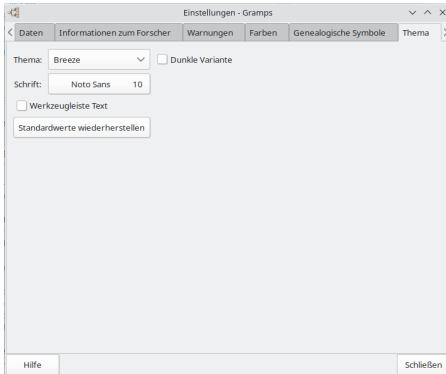 Einstellungen - Gramps
Daten Informationen zum Forscher Warnungen Farben Genealogische Symbole Thema
Thema: Breeze Dunkle Variante
Schrift: Noto Sans 10
Werkzeugleiste Text
Standardwerte wiederherstellen
Hilfe Schließen